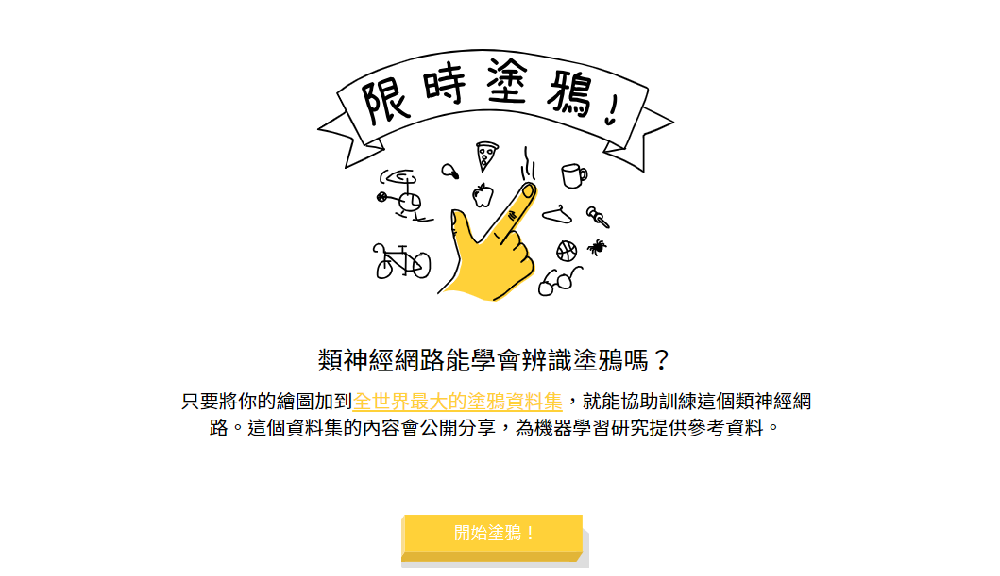 限時塗鴉！
類神經網路能學會辨識塗鴉嗎？
只要將你的繪圖加到全世界最大的塗鴉資料集，就能協助訓練這個類神經網
路。這個資料集的內容會公開分享，為機器學習研究提供參考資料。
開始塗鴉！